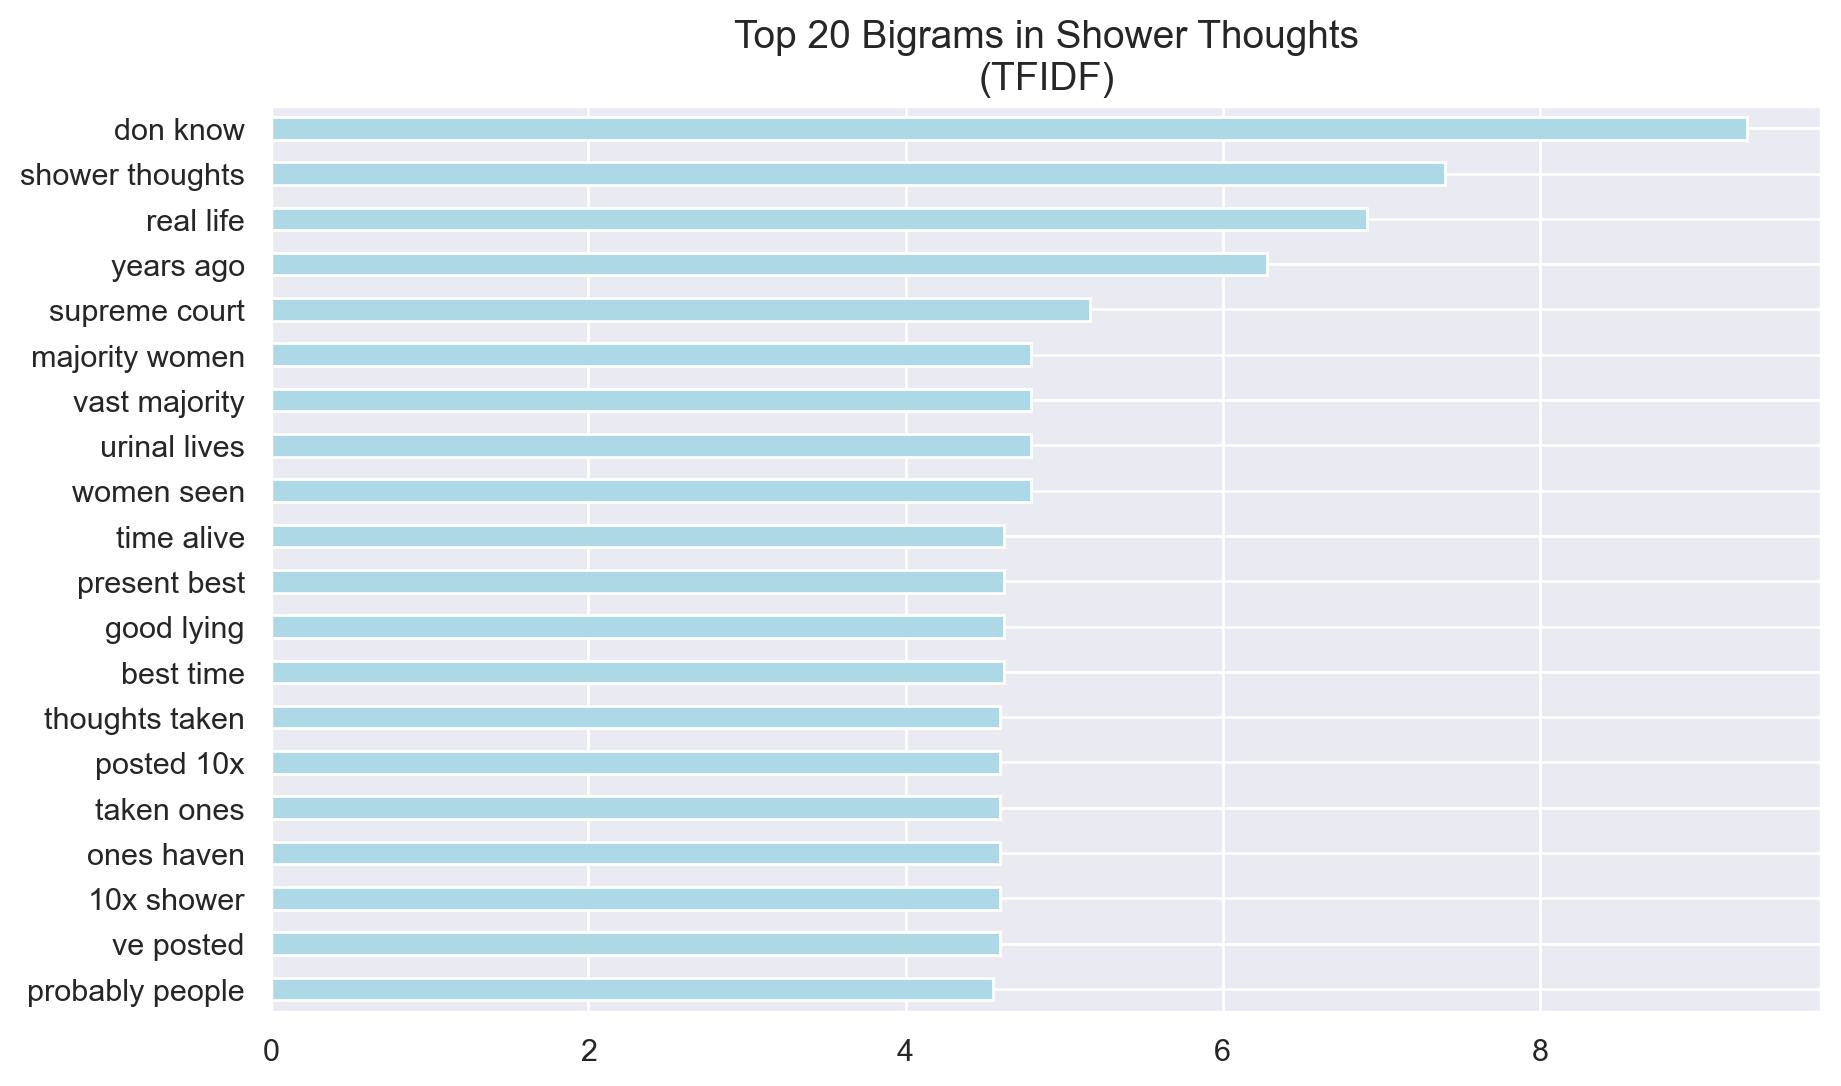 Top 20 Bigrams in Shower Thoughts
(TFIDF)
don know
shower thoughts
real life
years ago
supreme court
majority women
vast majority
urinal lives
women seen
time alive
present best
good lying
best time
thoughts taken
posted 10x
taken ones
ones haven
10x shower
ve posted
probably people
0 2 4 6 8